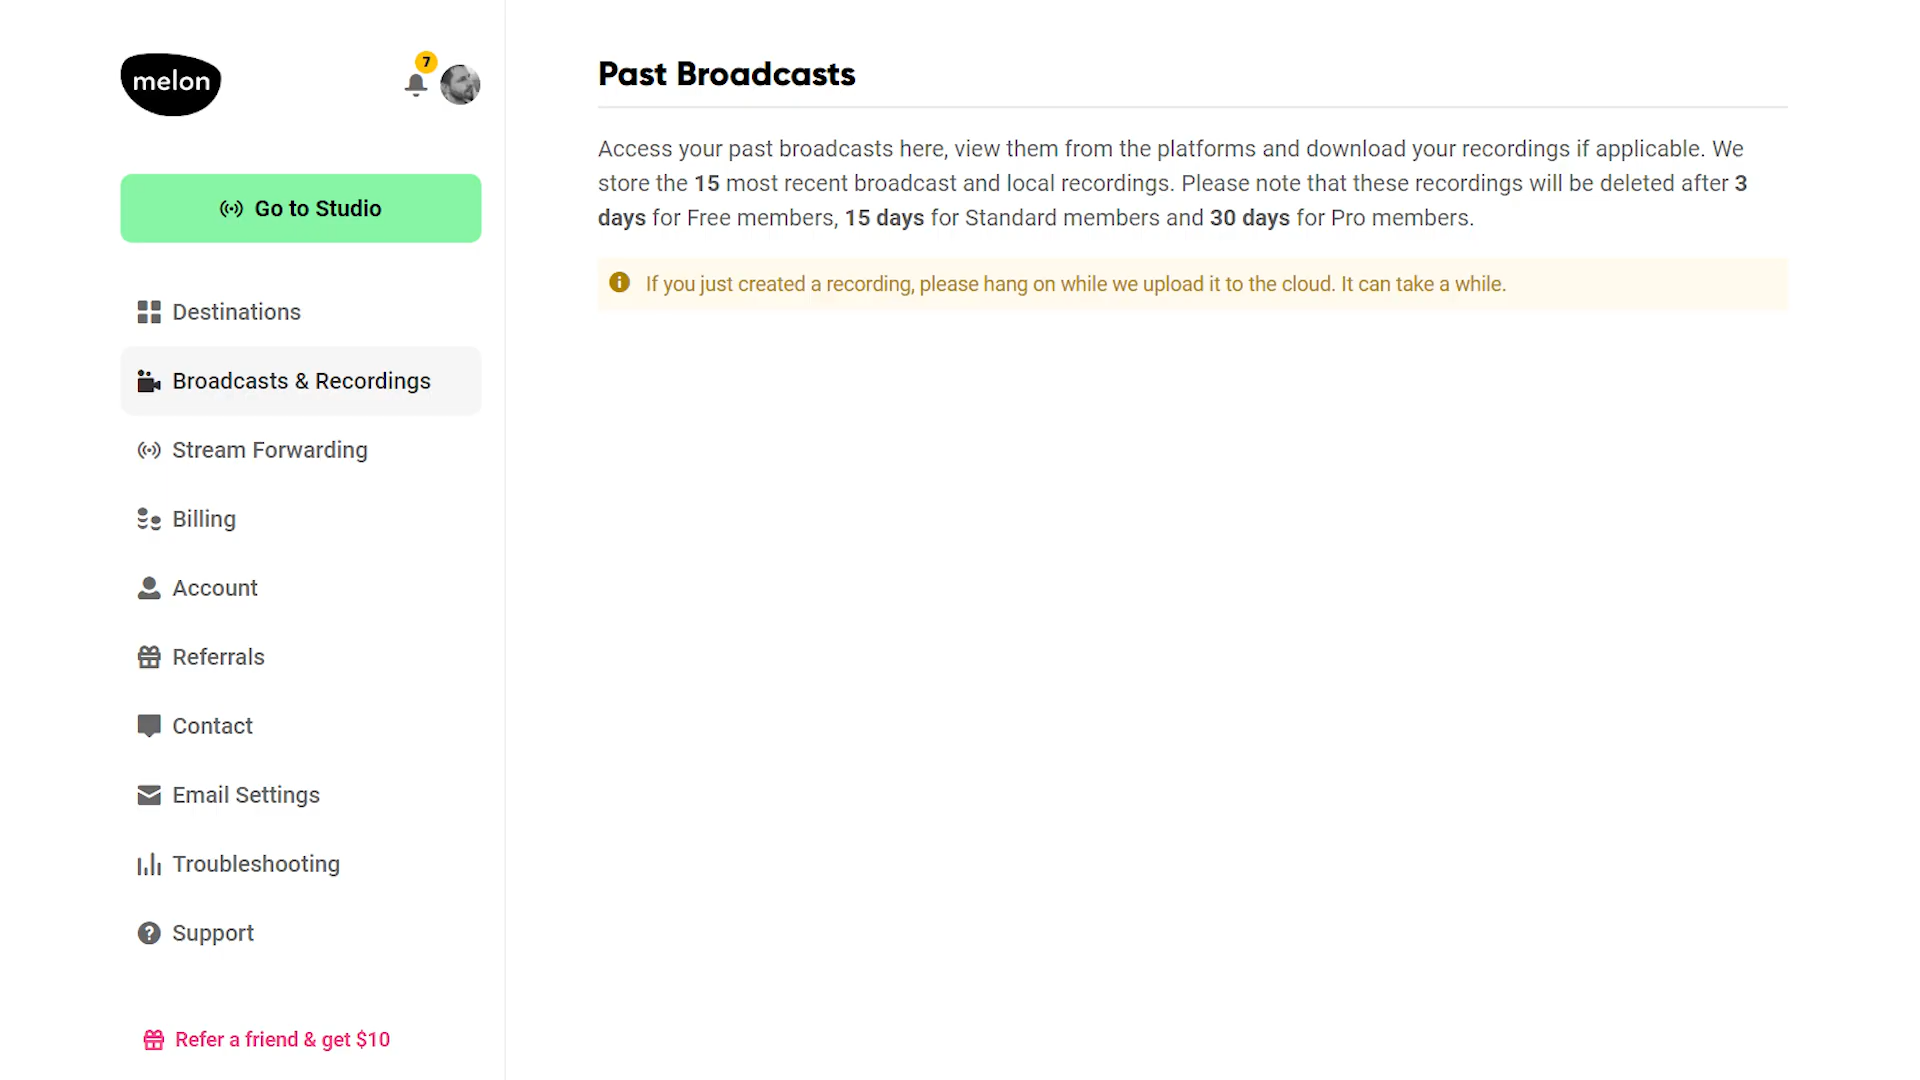 melon
7
Go to Studio
Destinations
Broadcasts & Recordings
Stream Forwarding
Billing
Account
Referrals
Contact
Email Settings
Troubleshooting
Support
Refer a friend & get $10
Past Broadcasts
Access your past broadcasts here, view them from the platforms and download your recordings if applicable. We
store the 15 most recent broadcast and local recordings. Please note that these recordings will be deleted after 3
days for Free members, 15 days for Standard members and 30 days for Pro members.
If you just created a recording, please hang on while we upload it to the cloud. It can take a while.